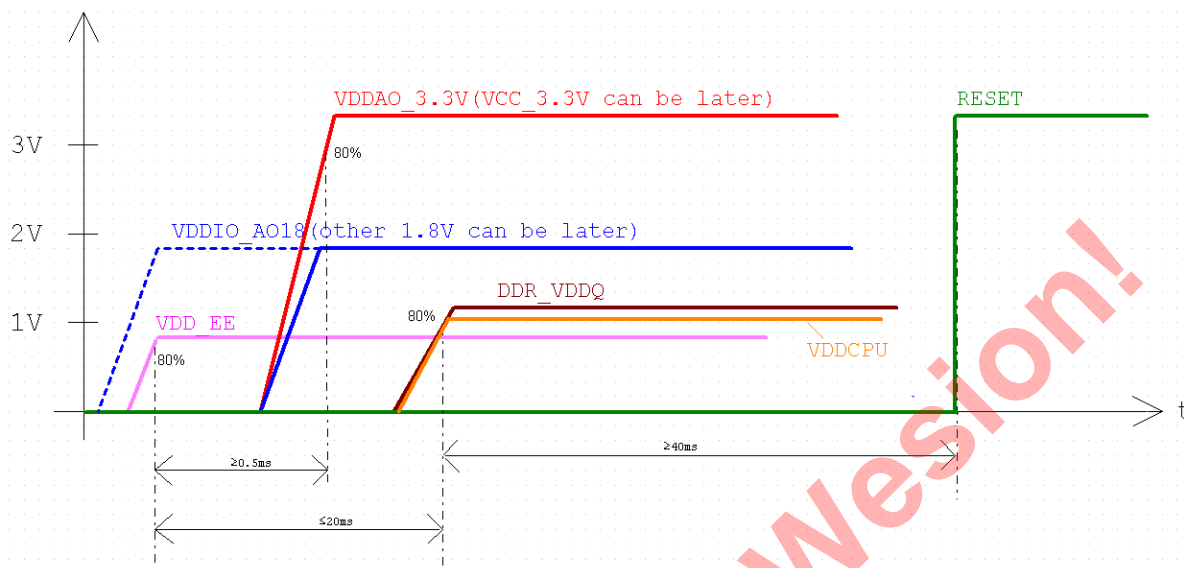 VDDAO_3.3V(VCC_3.3V can be later)
RESET
3V
80%
2V
VDDIO_AO18(other 1.8V can be later)
DDR_VDDQ
1V
VDD_EE
80%
VDDCPU
80%
t
≥40ms
≥0.5ms
≤20ms
Wesion!